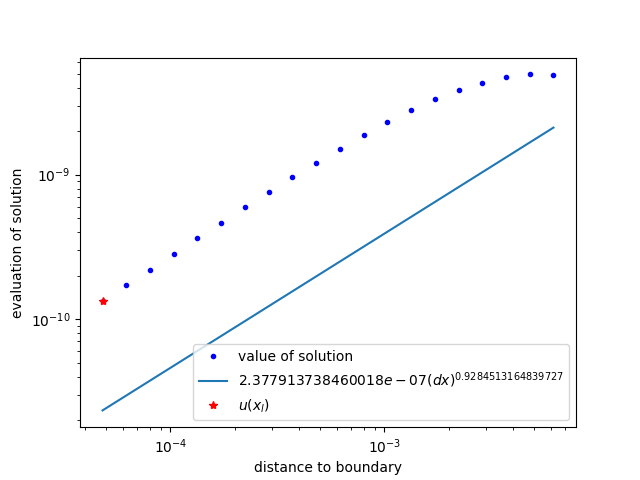 10⁻⁹
10⁻¹⁰
evaluation of solution
value of solution
2.377913738460018e − 07(dx)^0.9284513164839727
u(x_l)
10⁻⁴
10⁻³
distance to boundary